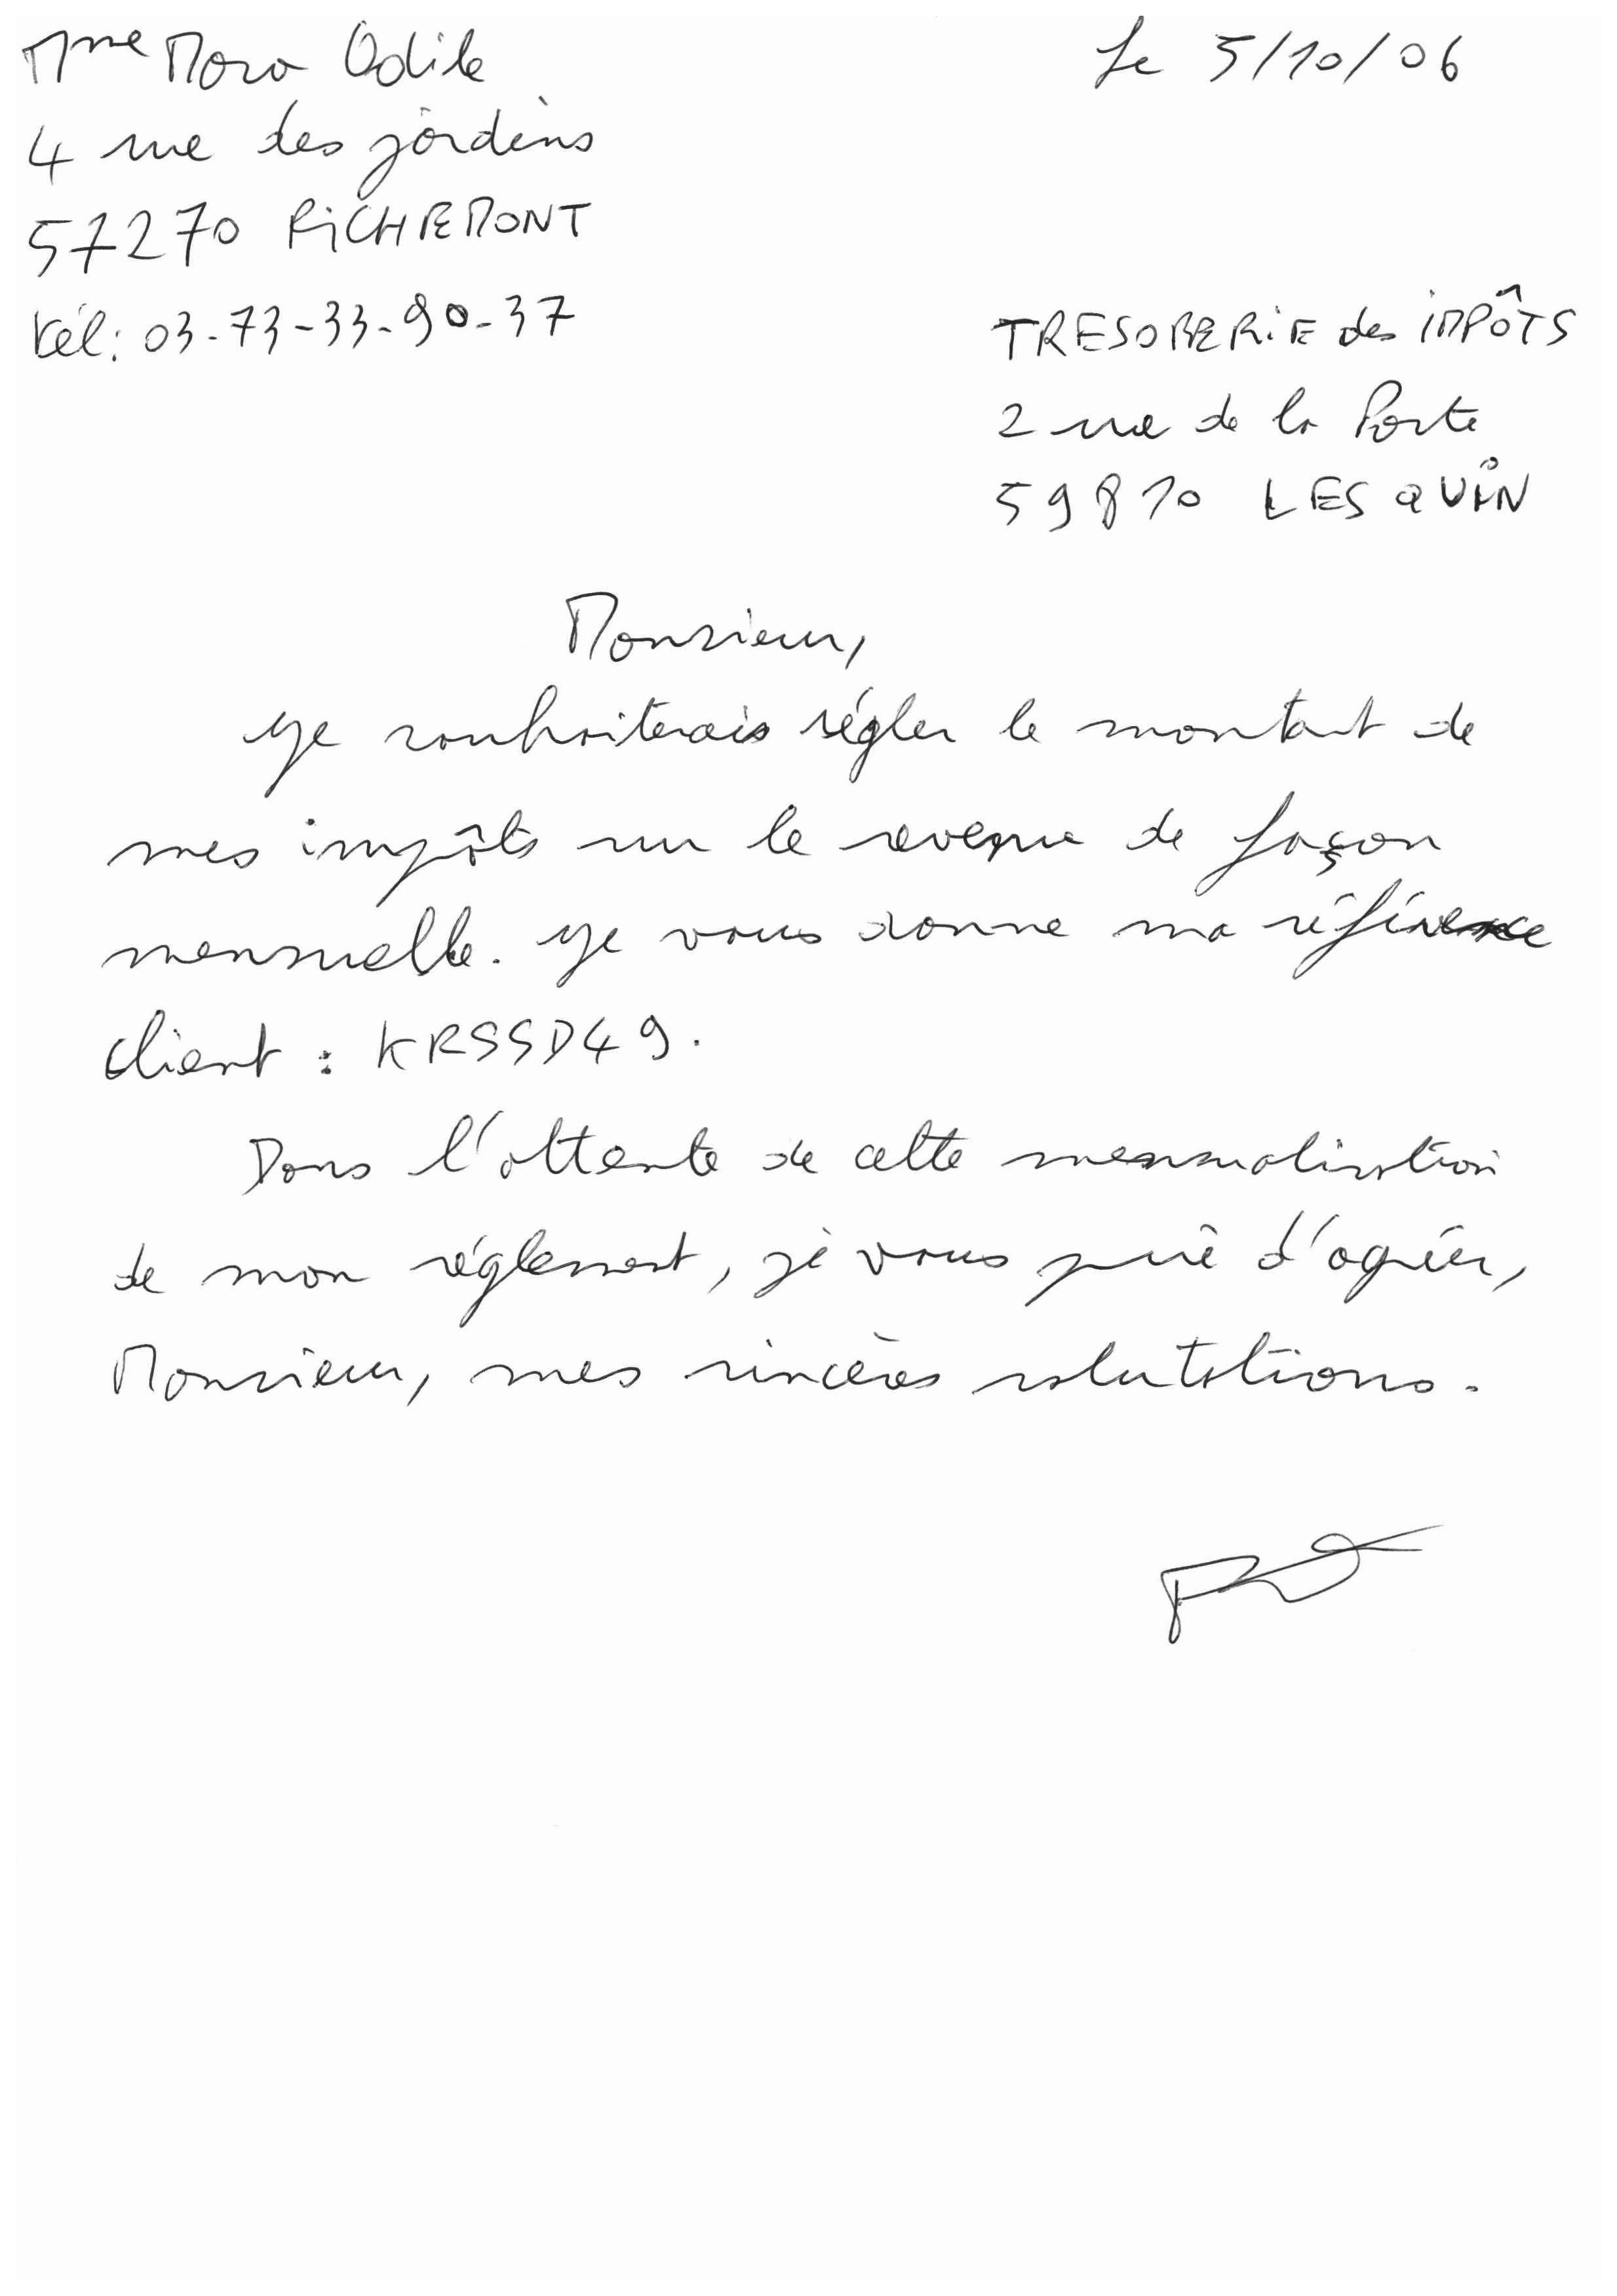 Mme Mora Odile
Le 5/10/06
4 rue des jardins
57270 RICHEMONT
tél: 03-73-33-90-37
TRESORERIE des IMPÔTS
2 rue de la Porte
59810 LESQUIN
Monsieur,
Je souhaiterais régler le montant de
mes impôts sur le revenu de façon
mensuelle. Je vous donne ma référence
client : KRSSD49.
Dans l'attente de cette mensualisation
de mon réglement, je vous prie d'agréer,
Monsieur, mes sincères salutations.